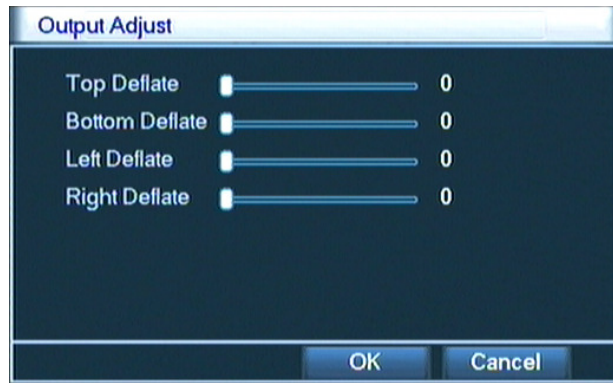 Output Adjust
Top Deflate 0
Bottom Deflate 0
Left Deflate 0
Right Deflate 0
OK Cancel